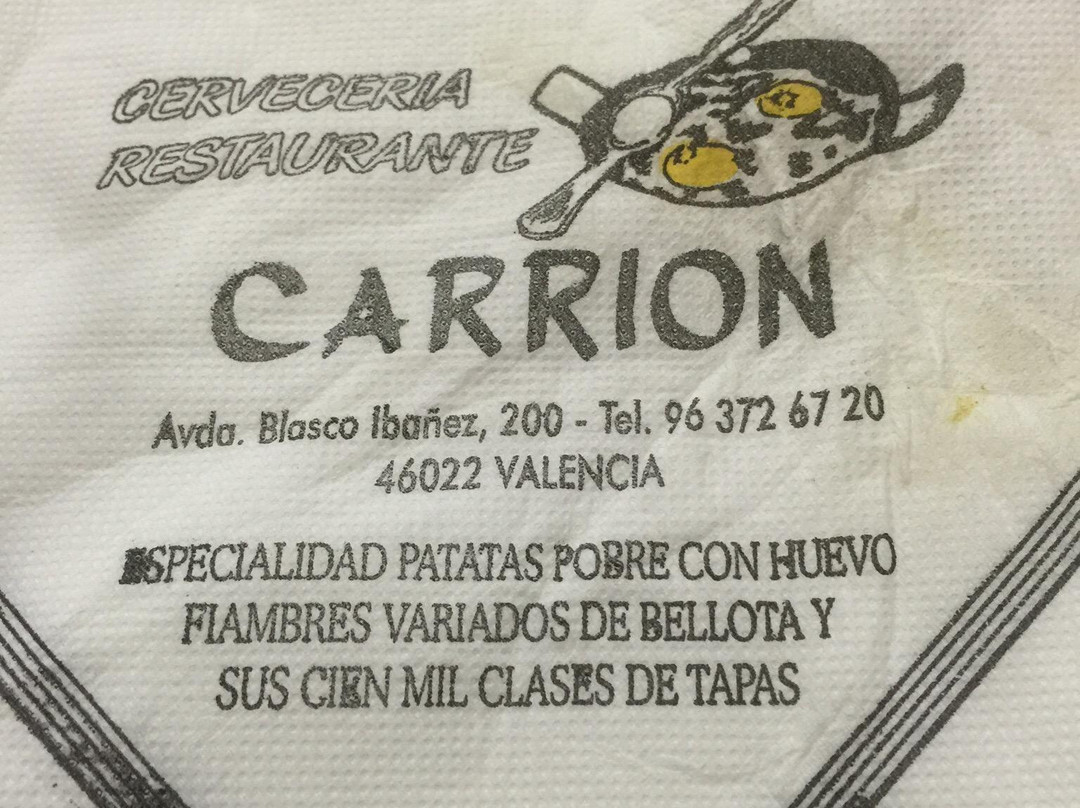 CERVECERIA
RESTAURANTE
CARRION
Avda. Blasco Ibañez, 200 - Tel. 96 372 67 20
46022 VALENCIA
ESPECIALIDAD PATATAS POBRE CON HUEVO
FIAMBRES VARIADOS DE BELLOTA Y
SUS CIEN MIL CLASES DE TAPAS